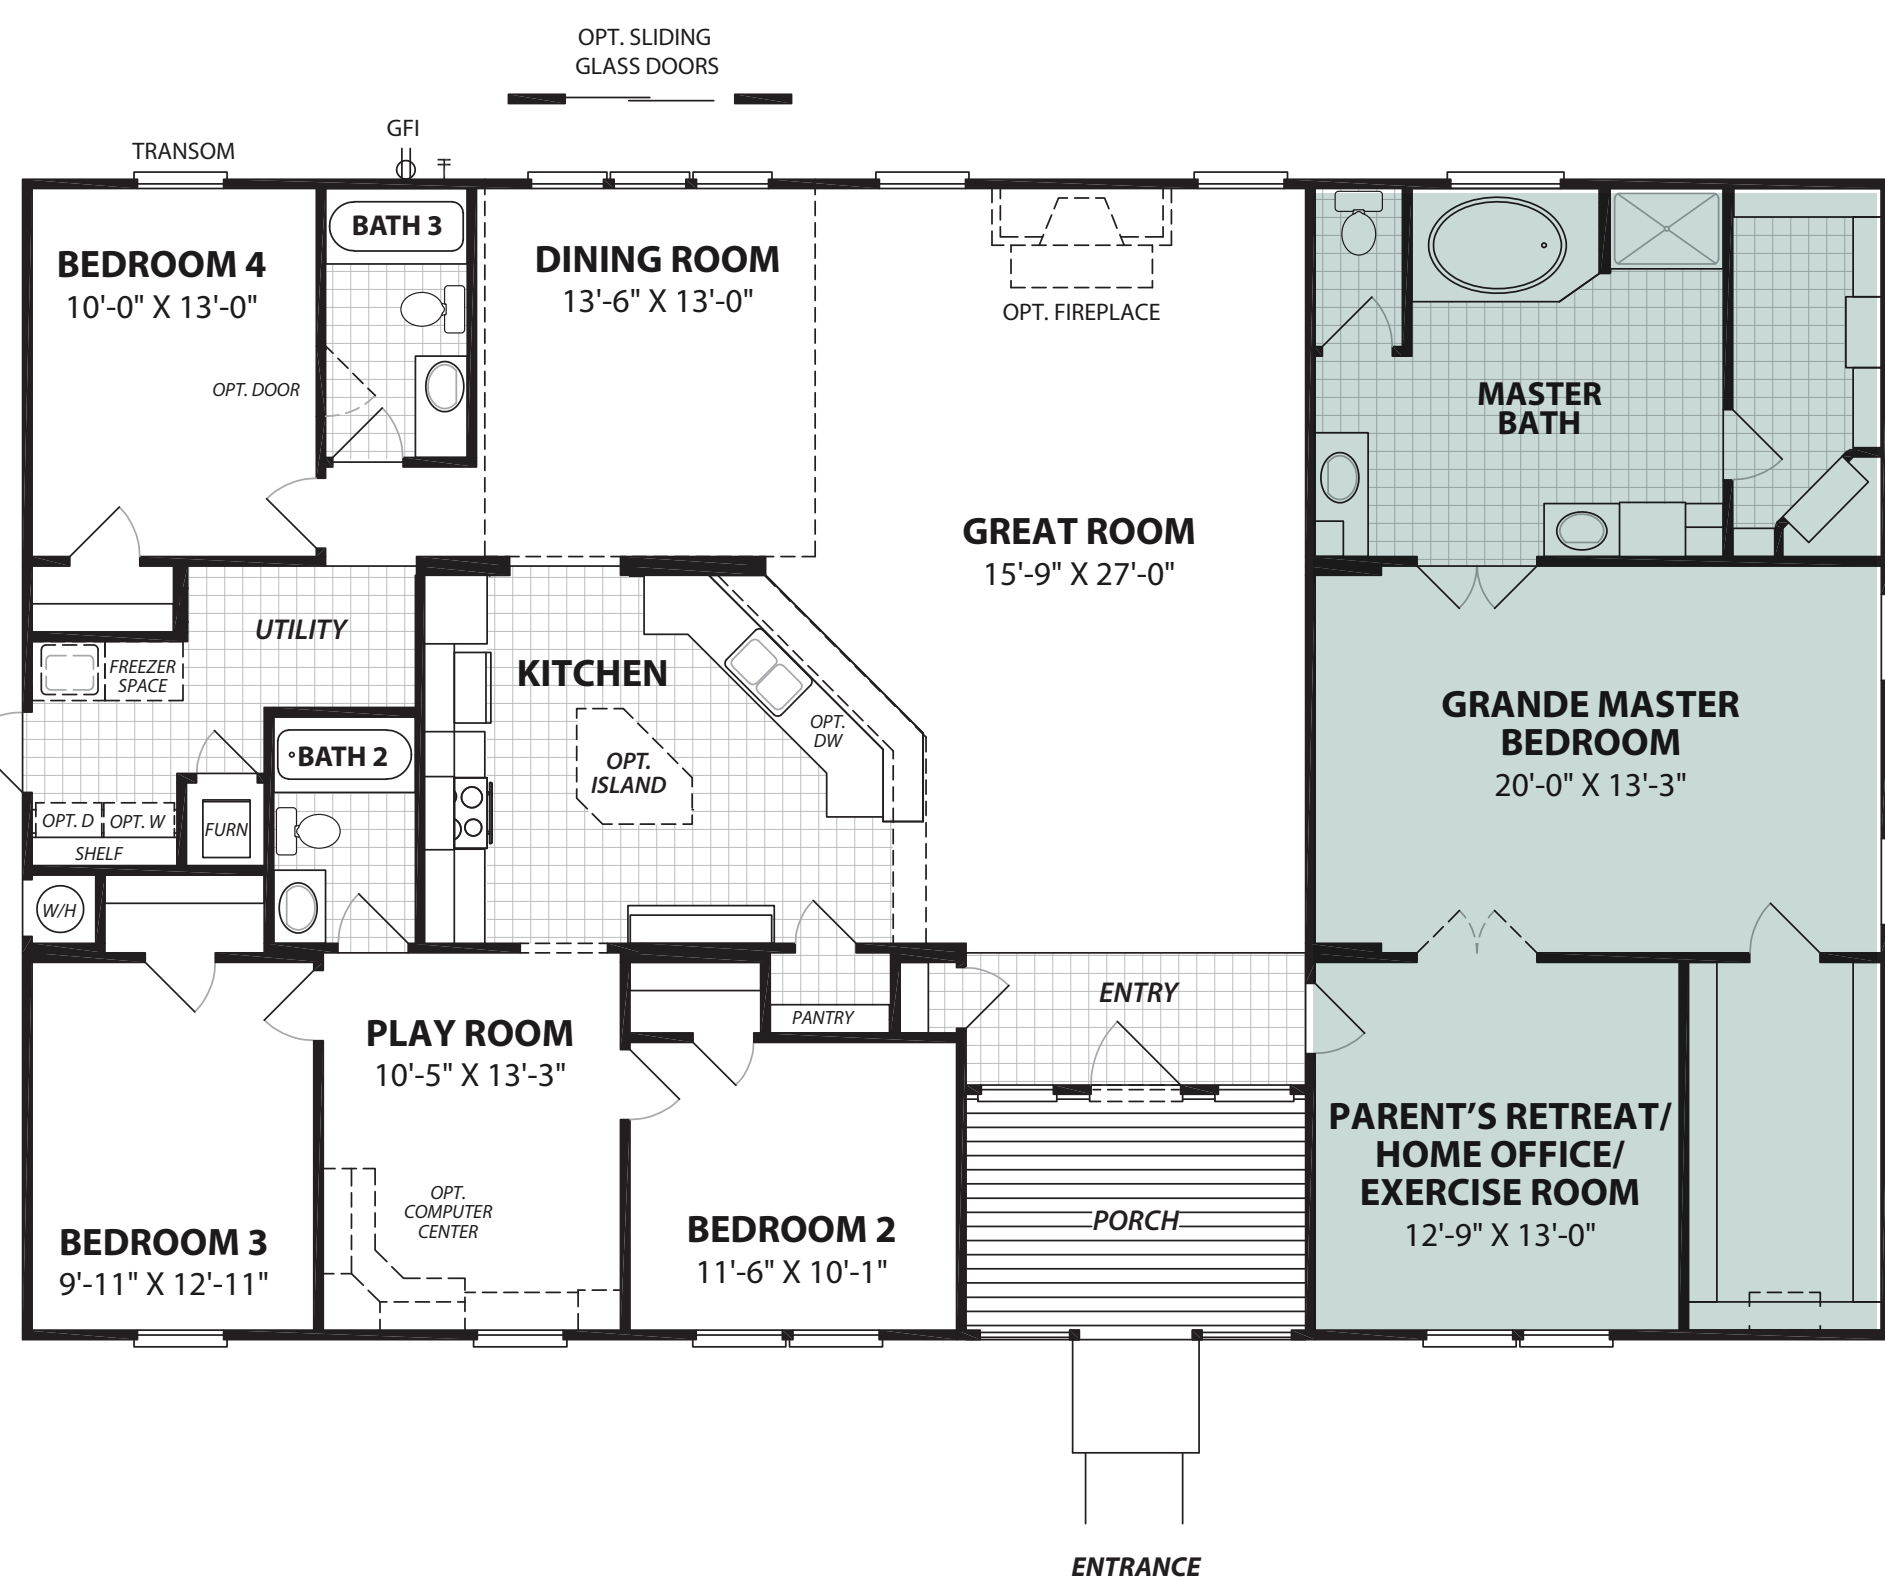 OPT. SLIDING
GLASS DOORS
GFI
TRANSOM
BEDROOM 4
10'-0" X 13'-0"
OPT. DOOR
BATH 3
DINING ROOM
13'-6" X 13'-0"
OPT. FIREPLACE
GREAT ROOM
15'-9" X 27'-0"
MASTER
BATH
UTILITY
FREEZER
SPACE
KITCHEN
OPT.
DW
OPT.
ISLAND
BATH 2
OPT. D
OPT. W
SHELF
FURN
W/H
GRANDE MASTER
BEDROOM
20'-0" X 13'-3"
PLAY ROOM
10'-5" X 13'-3"
PANTRY
ENTRY
OPT.
COMPUTER
CENTER
BEDROOM 3
9'-11" X 12'-11"
BEDROOM 2
11'-6" X 10'-1"
PORCH
PARENT’S RETREAT/
HOME OFFICE/
EXERCISE ROOM
12'-9" X 13'-0"
ENTRANCE